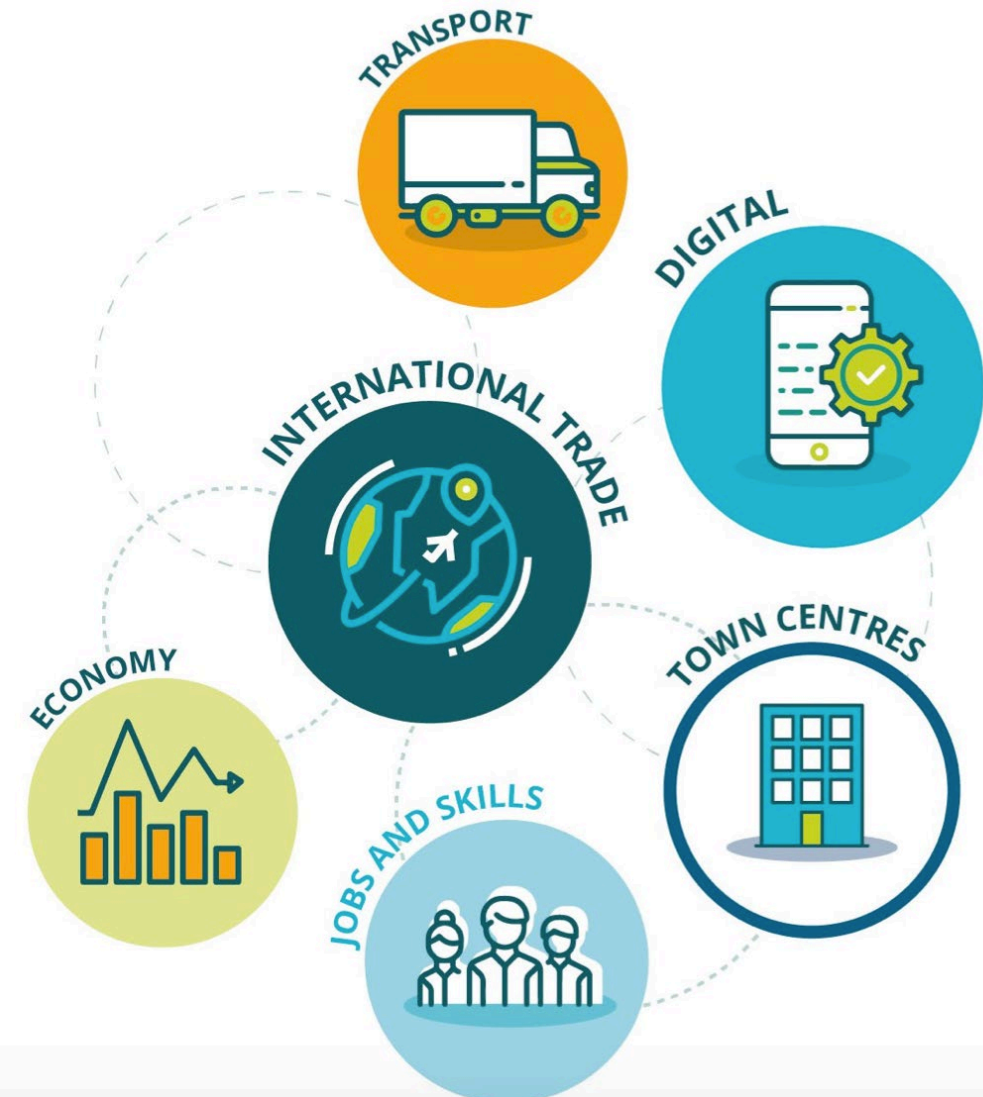 TRANSPORT
DIGITAL
INTERNATIONAL TRADE
TOWN CENTRES
ECONOMY
JOBS AND SKILLS